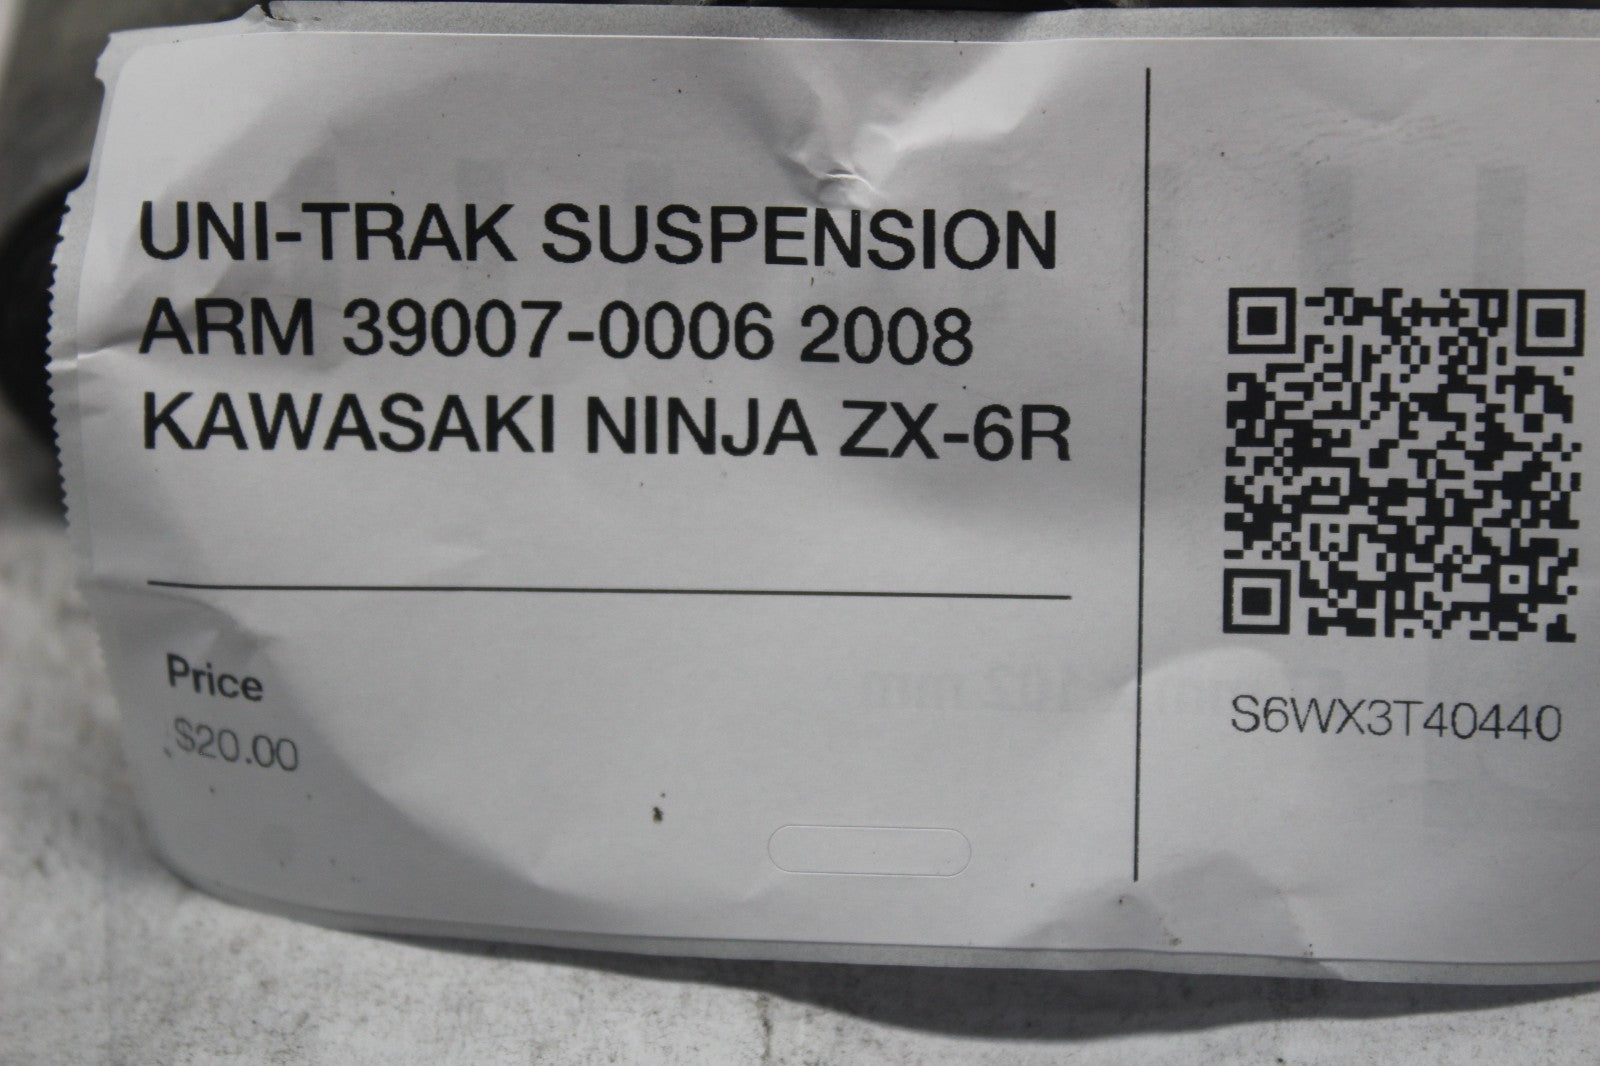 UNI-TRAK SUSPENSION
ARM 39007-0006 2008
KAWASAKI NINJA ZX-6R
Price
$20.00
S6WX3T40440